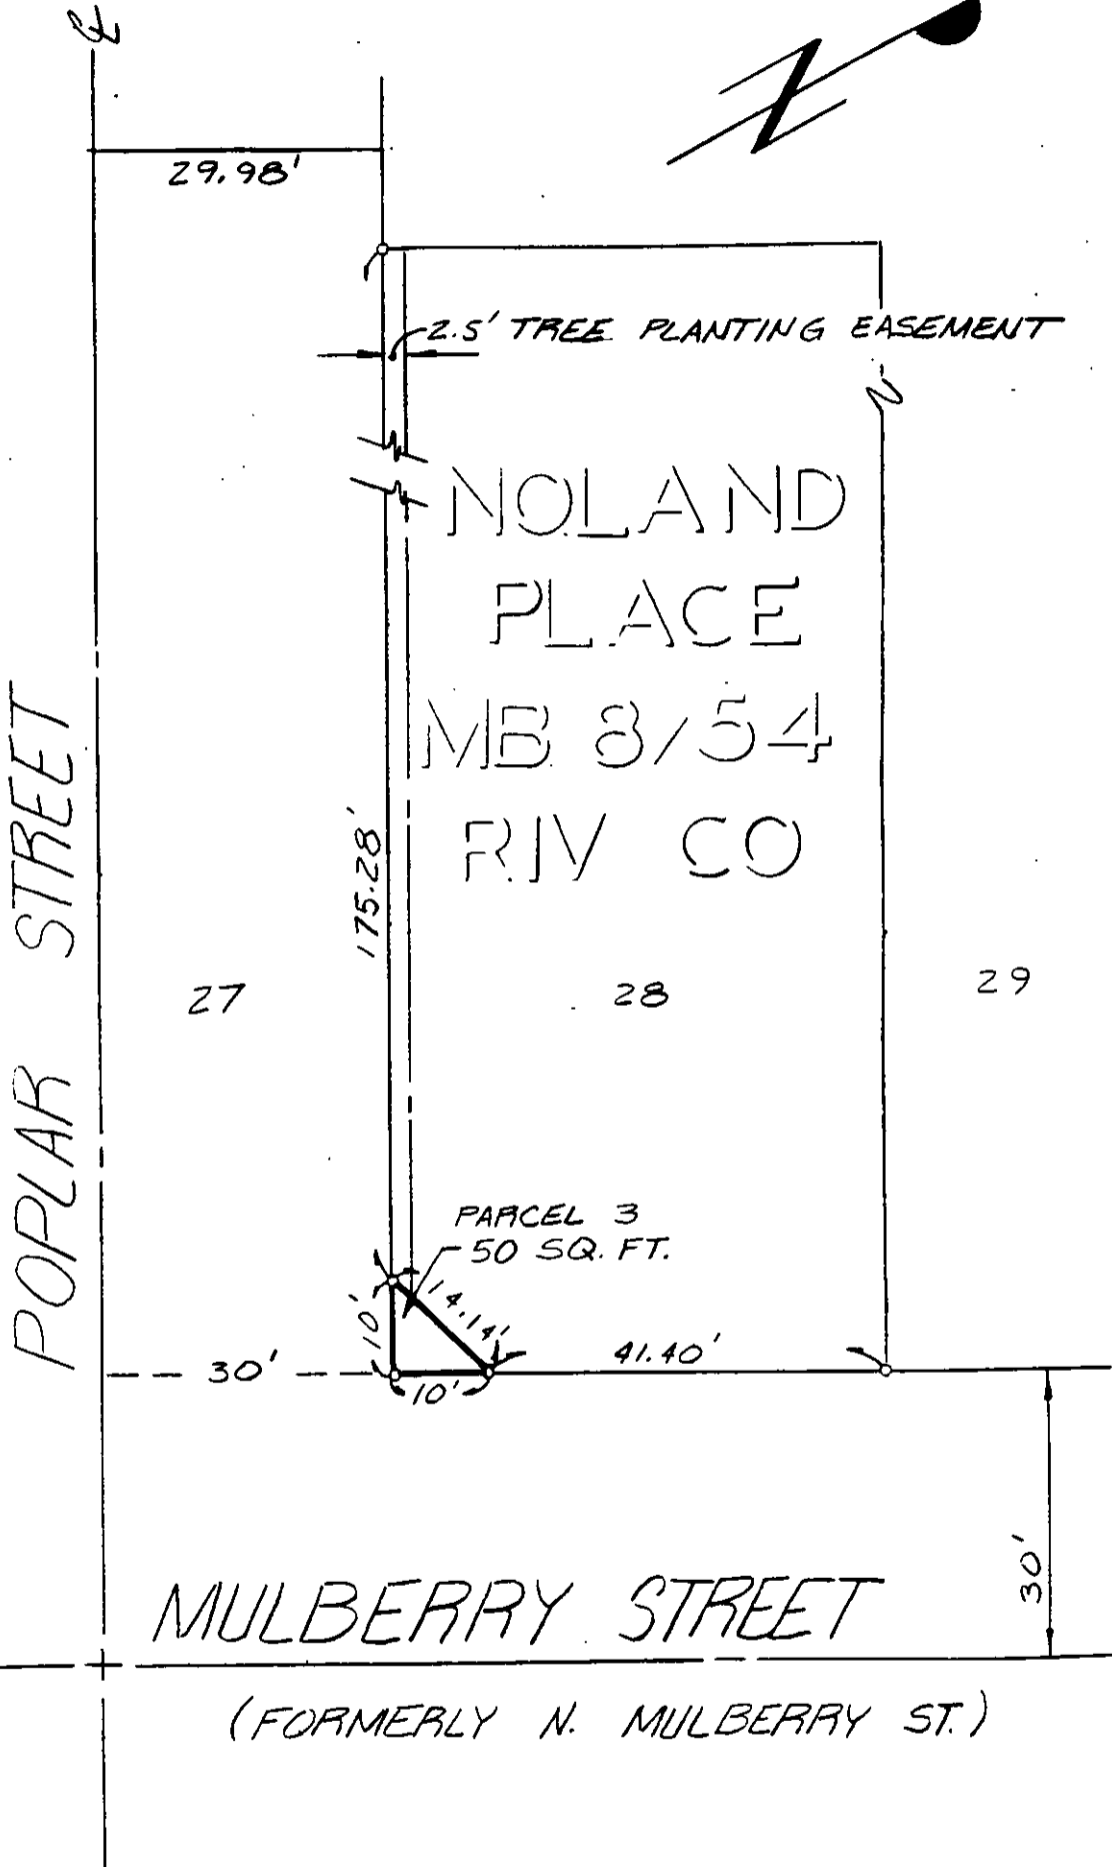 ℄
N
29.98'
2.5' TREE PLANTING EASEMENT
NOLAND
PLACE
MB 8/54
RIV CO
POPLAR STREET
175.28'
27
28
29
PARCEL 3
50 SQ. FT.
10'
14.14'
30'
10'
41.40'
30'
MULBERRY STREET
(FORMERLY N. MULBERRY ST.)